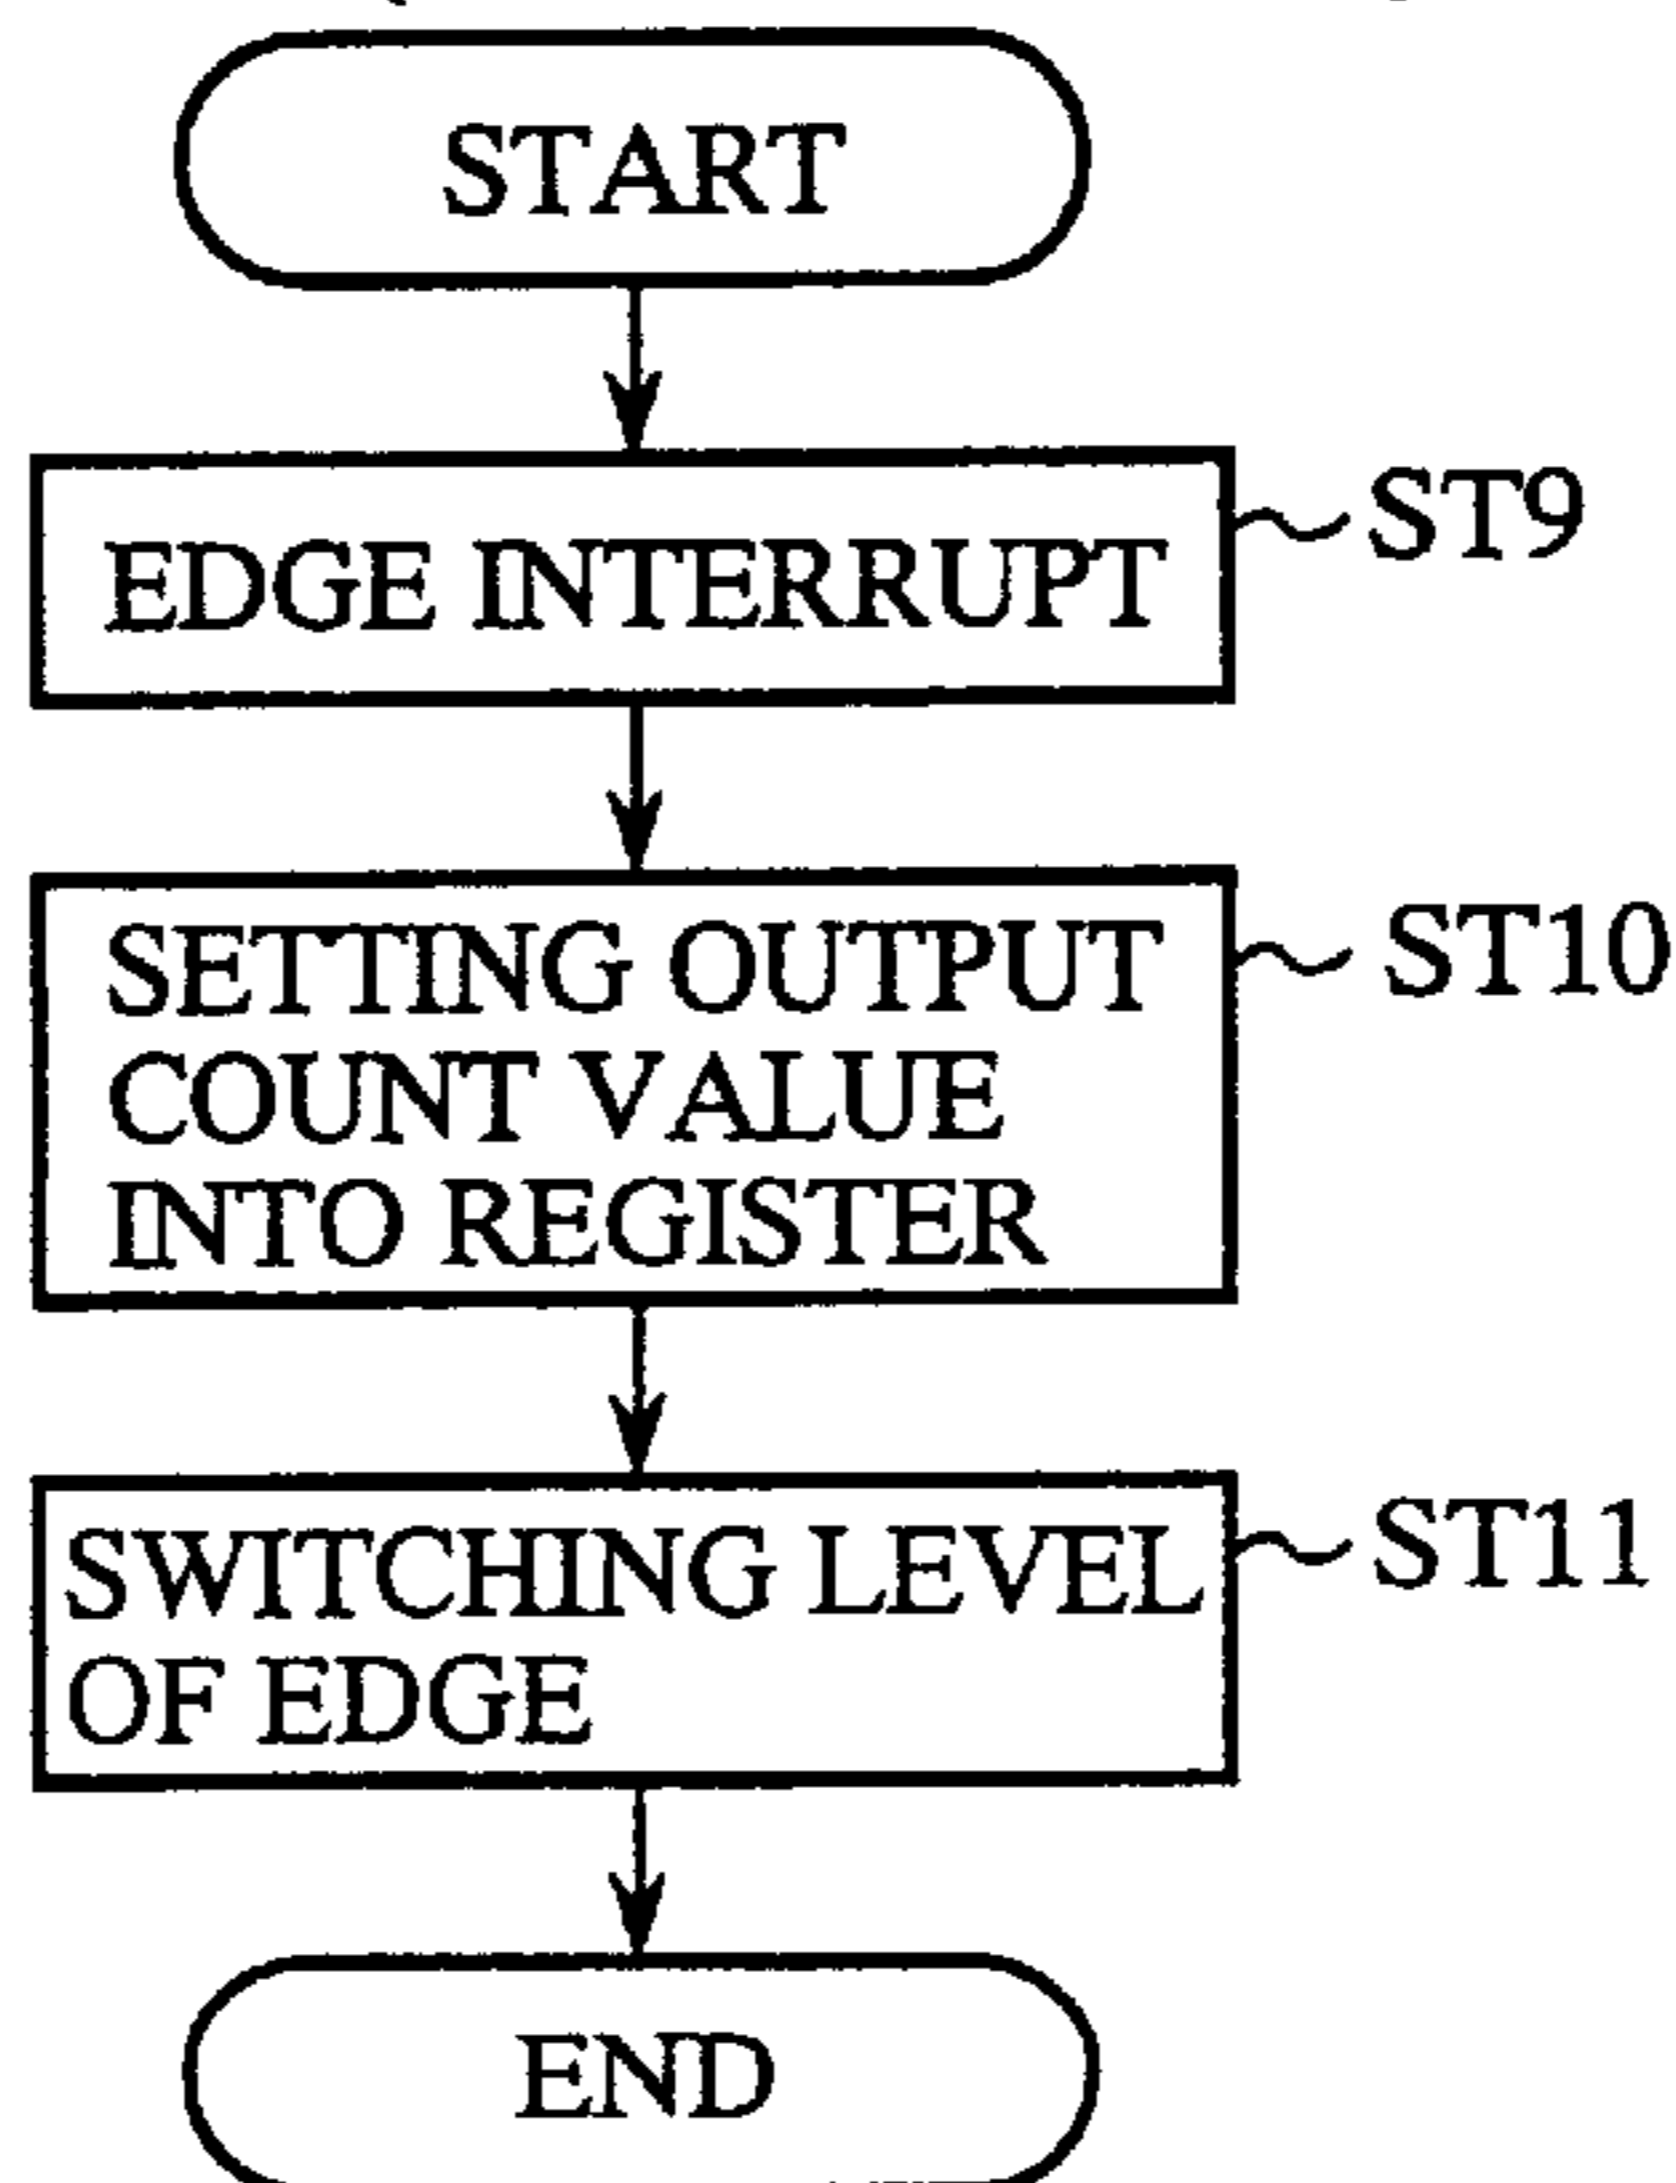 START
EDGE INTERRUPT
ST9
SETTING OUTPUT
COUNT VALUE
INTO REGISTER
ST10
SWITCHING LEVEL
OF EDGE
ST11
END